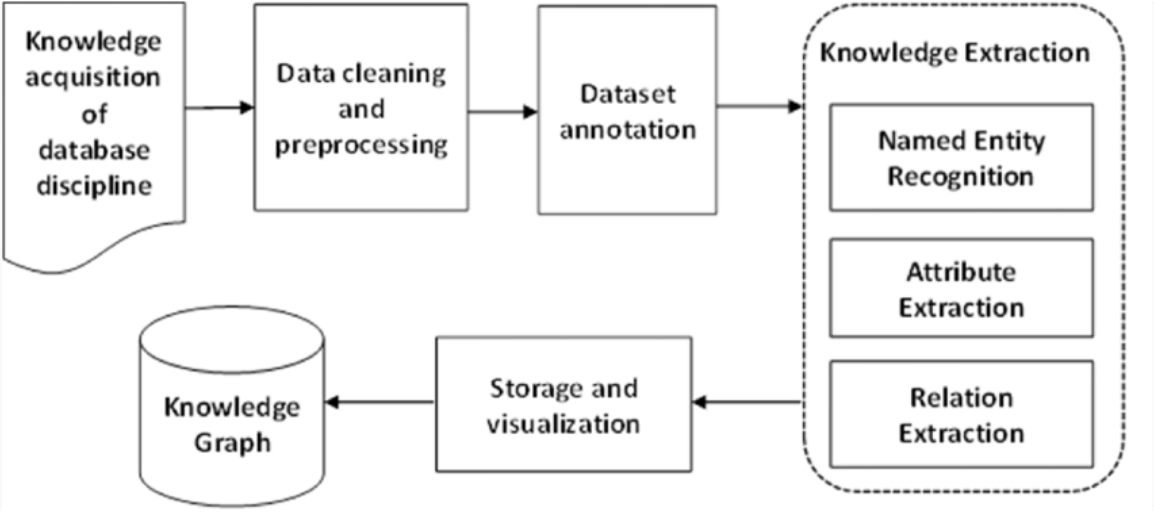 Knowledge
acquisition
of
database
discipline
Data cleaning
and
preprocessing
Dataset
annotation
Knowledge Extraction
Named Entity
Recognition
Attribute
Extraction
Relation
Extraction
Storage and
visualization
Knowledge
Graph